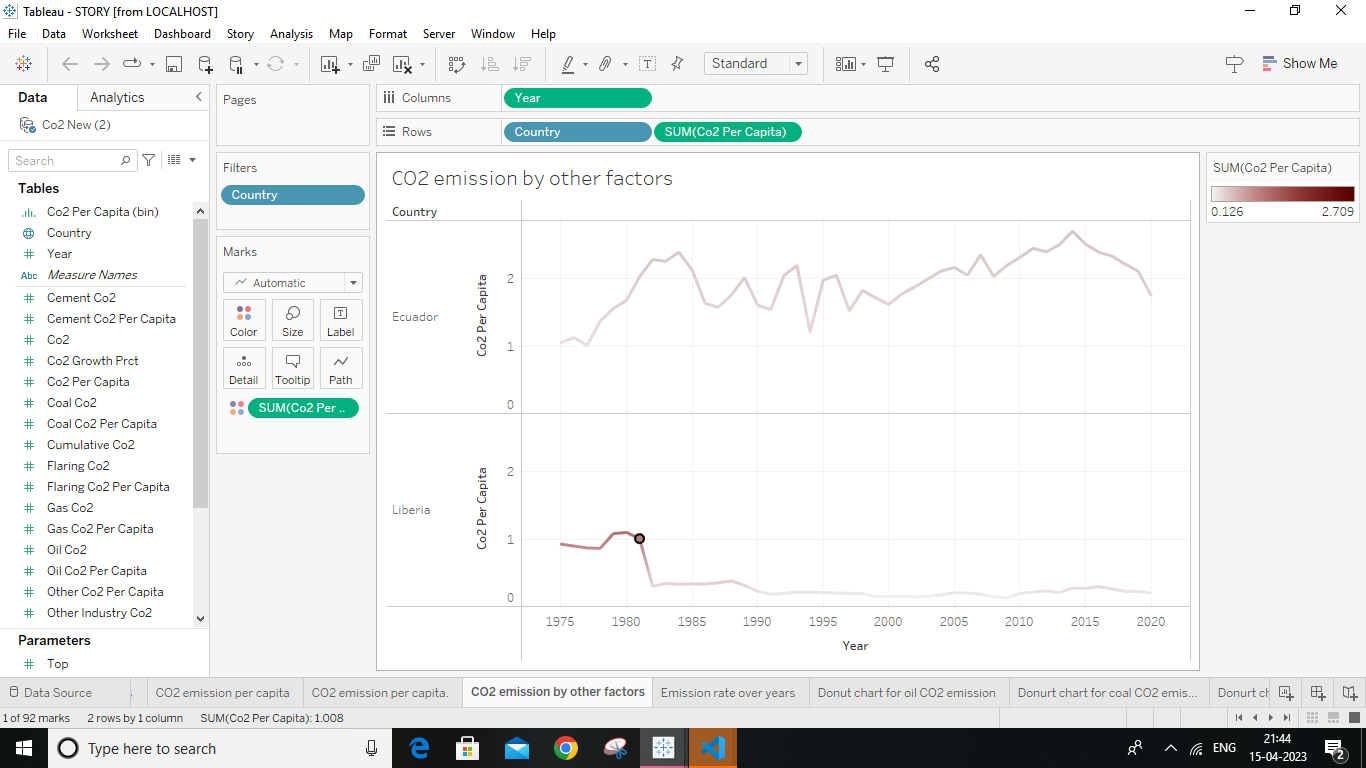 Tableau - STORY [from LOCALHOST]
File Data Worksheet Dashboard Story Analysis Map Format Server Window Help
Standard
Show Me
Data Analytics
Co2 New (2)
Search
Tables
Co2 Per Capita (bin)
Country
Year
Abc Measure Names
Cement Co2
Cement Co2 Per Capita
Co2
Co2 Growth Prct
Co2 Per Capita
Coal Co2
Coal Co2 Per Capita
Cumulative Co2
Flaring Co2
Flaring Co2 Per Capita
Gas Co2
Gas Co2 Per Capita
Oil Co2
Oil Co2 Per Capita
Other Co2 Per Capita
Other Industry Co2
Parameters
Top
Pages
Filters
Country
Marks
Automatic
Color Size Label
Detail Tooltip Path
SUM(Co2 Per ..
Columns Year
Rows Country SUM(Co2 Per Capita)
CO2 emission by other factors
Country
Ecuador
Co2 Per Capita
2
1
0
Liberia
Co2 Per Capita
2
1
0
1975 1980 1985 1990 1995 2000 2005 2010 2015 2020
Year
SUM(Co2 Per Capita)
0.126 2.709
Data Source CO2 emission per capita CO2 emission per capita. CO2 emission by other factors Emission rate over years Donut chart for oil CO2 emission Donurt chart for coal CO2 emis... Donurt ch
1 of 92 marks 2 rows by 1 column SUM(Co2 Per Capita): 1.008
Type here to search
ENG
21:44
15-04-2023
2